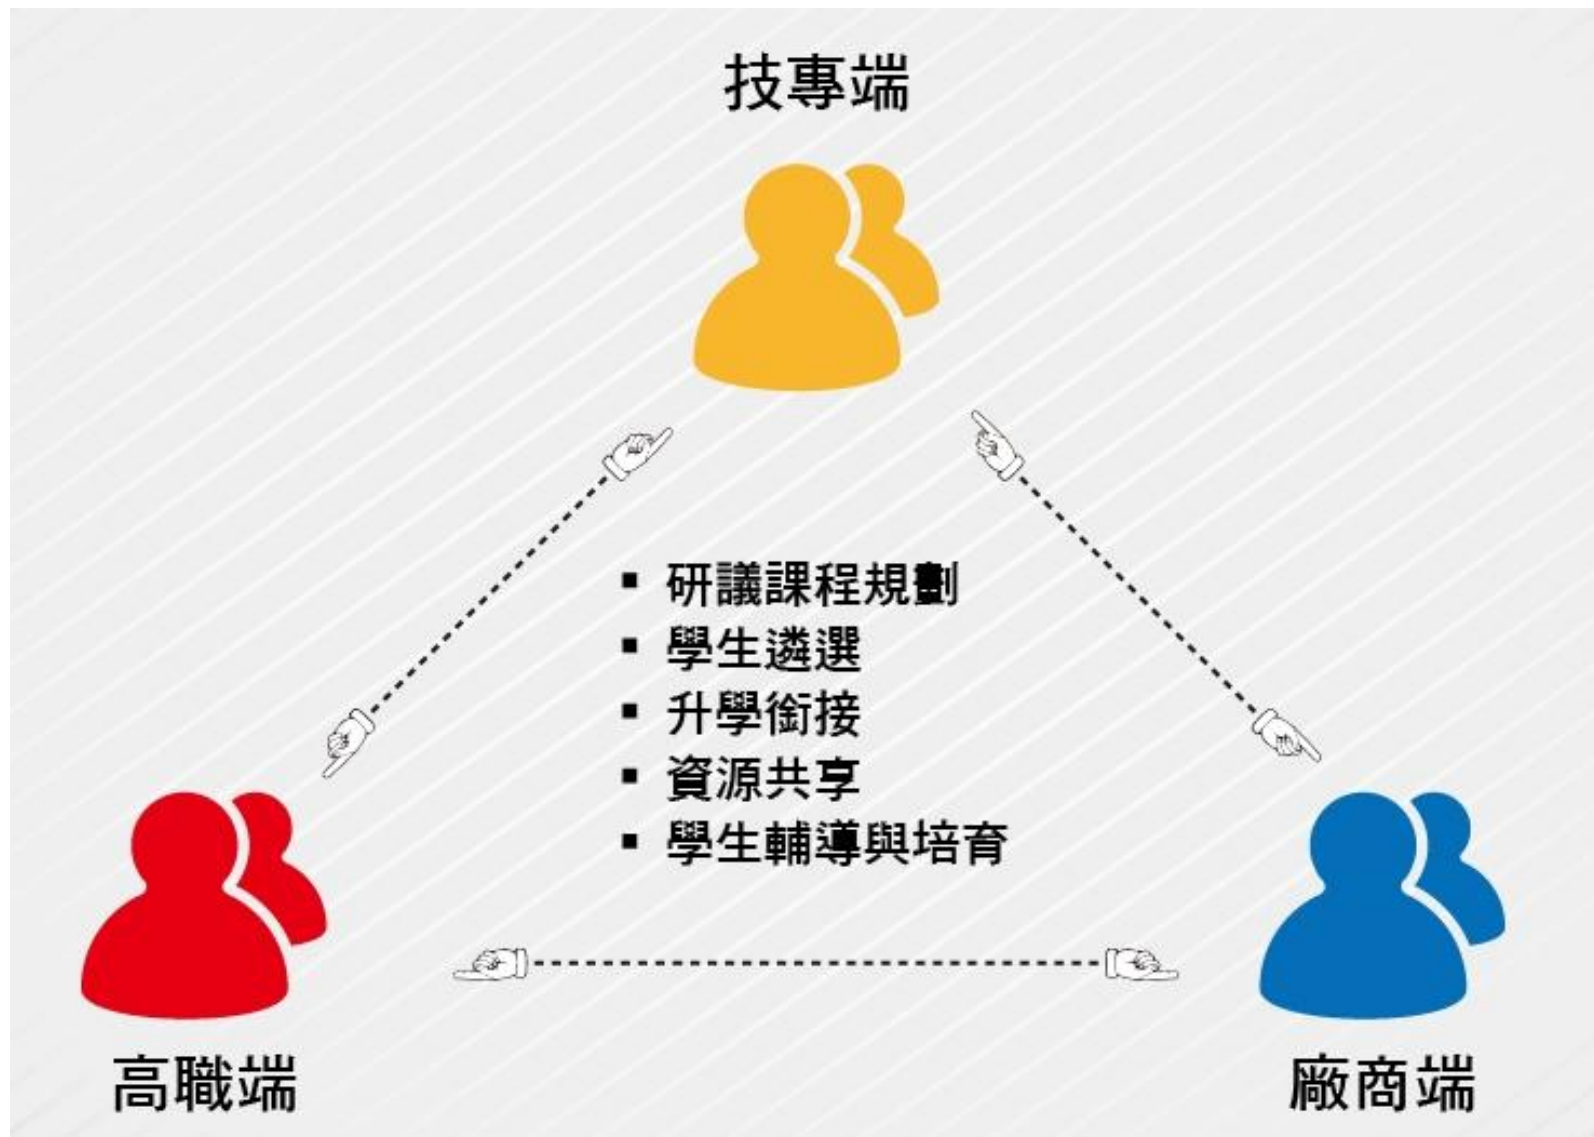 技專端
▪ 研議課程規劃
▪ 學生遴選
▪ 升學銜接
▪ 資源共享
▪ 學生輔導與培育
高職端
廠商端